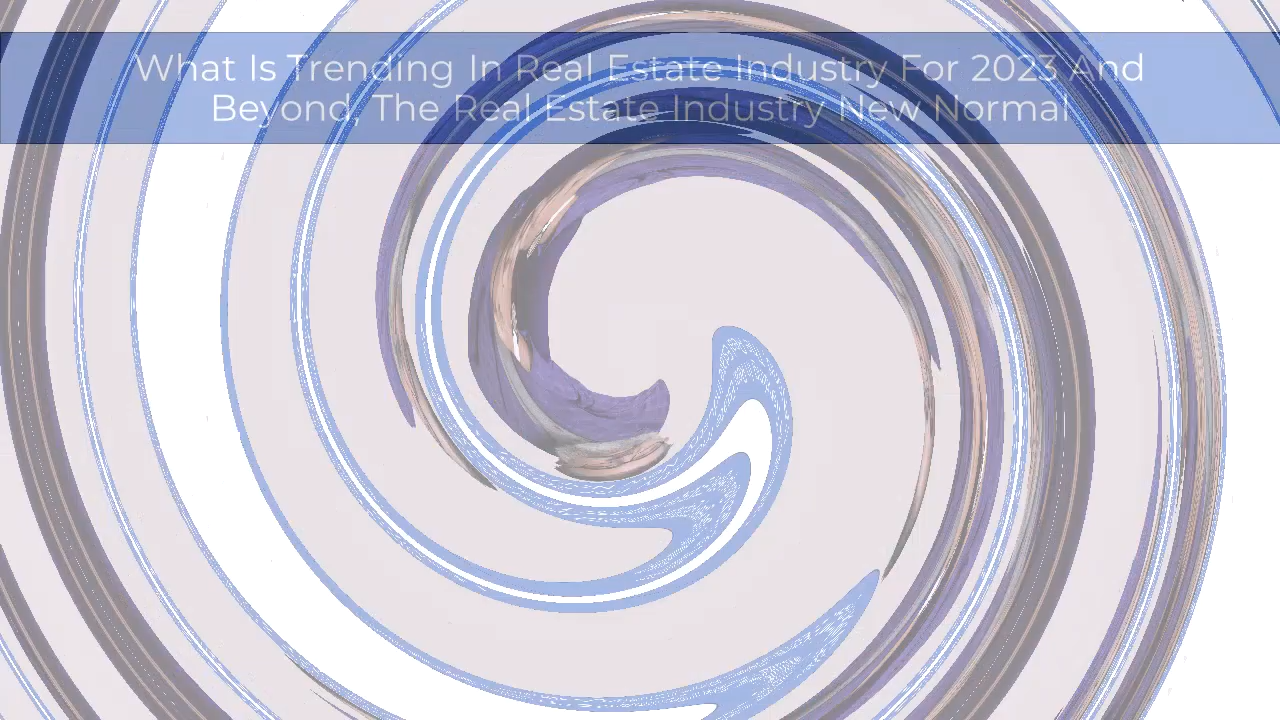 What Is Trending In Real Estate Industry For 2023 And
Beyond, The Real Estate Industry New Normal